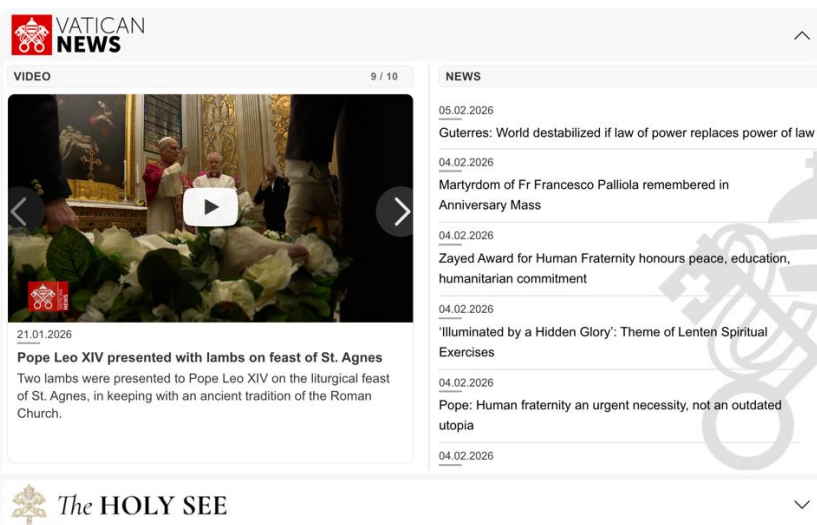 VATICAN
NEWS
VIDEO
9 / 10
VATICAN
NEWS
21.01.2026
Pope Leo XIV presented with lambs on feast of St. Agnes
Two lambs were presented to Pope Leo XIV on the liturgical feast
of St. Agnes, in keeping with an ancient tradition of the Roman
Church.
NEWS
05.02.2026
Guterres: World destabilized if law of power replaces power of law
04.02.2026
Martyrdom of Fr Francesco Palliola remembered in
Anniversary Mass
04.02.2026
Zayed Award for Human Fraternity honours peace, education,
humanitarian commitment
04.02.2026
‘Illuminated by a Hidden Glory’: Theme of Lenten Spiritual
Exercises
04.02.2026
Pope: Human fraternity an urgent necessity, not an outdated
utopia
04.02.2026
The HOLY SEE